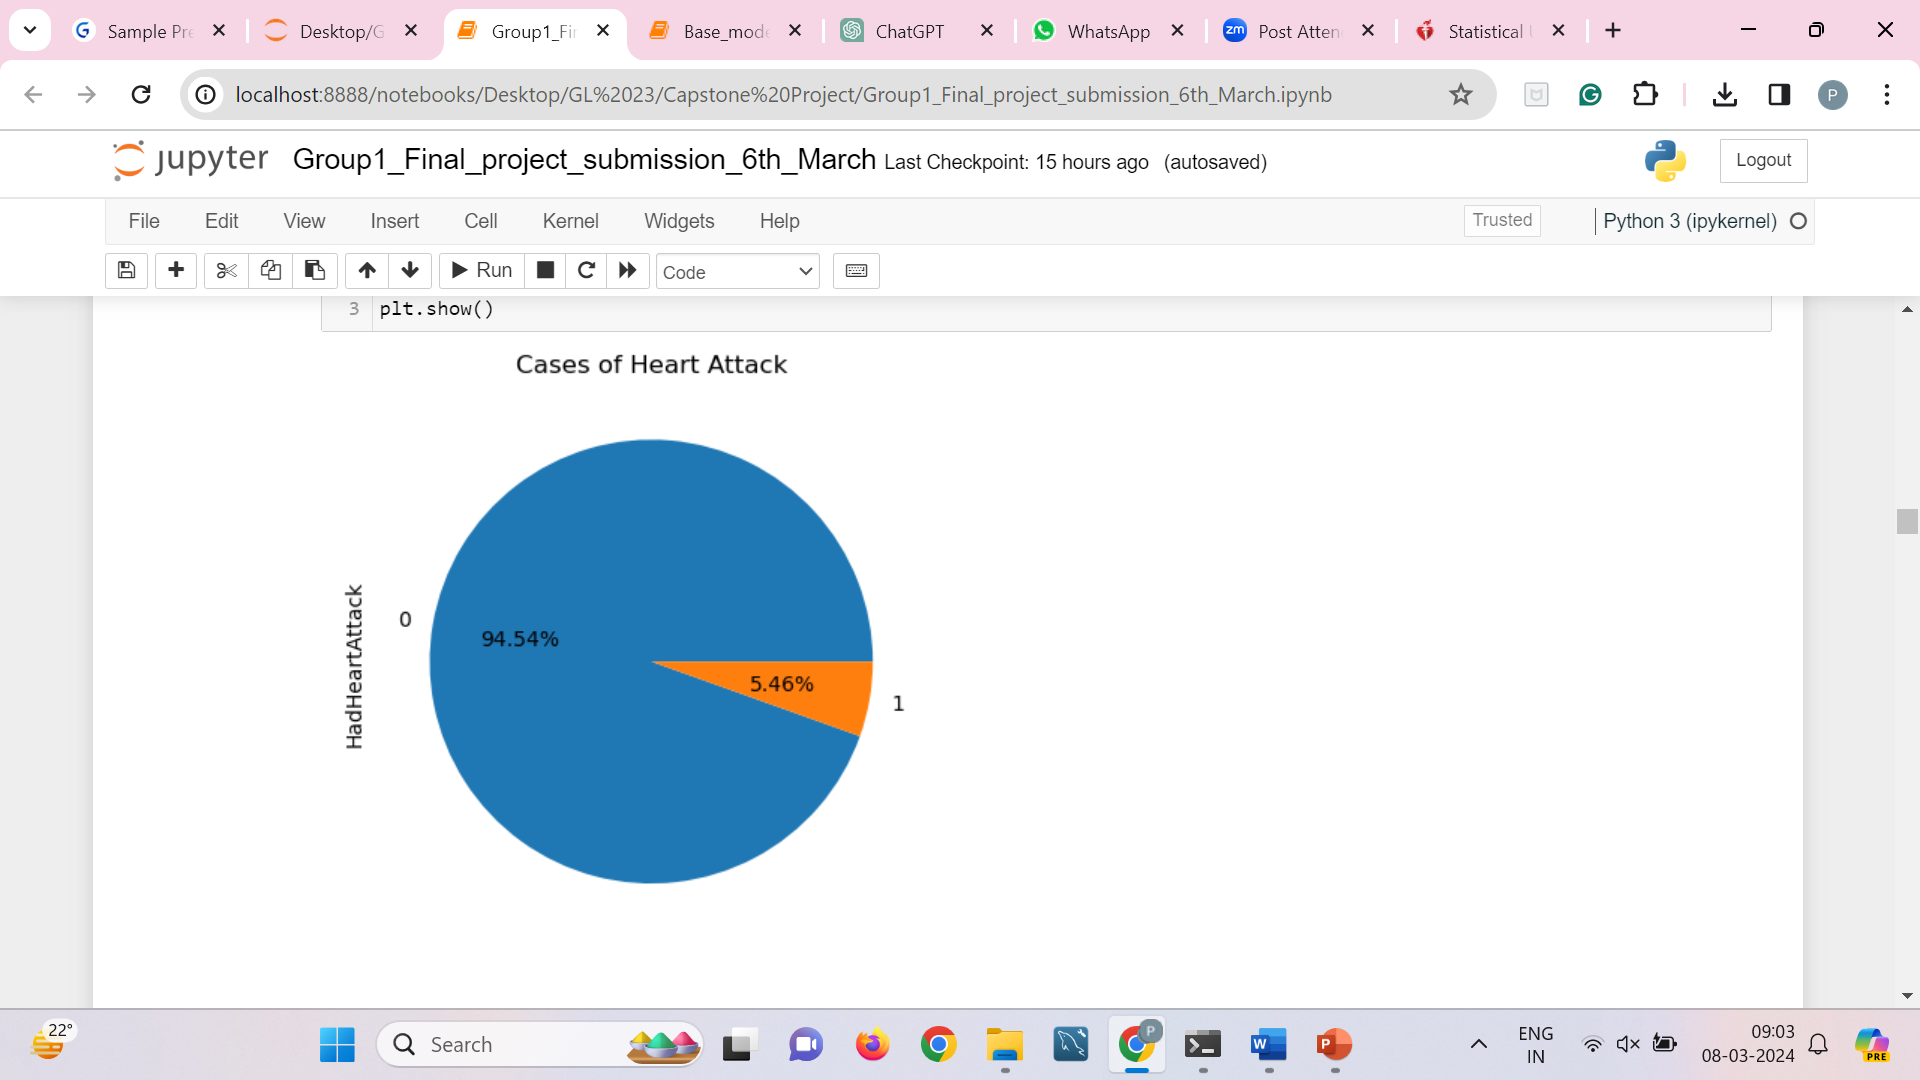 Sample Pre
Desktop/G
Group1_Fir
Base_mode
ChatGPT
WhatsApp
zm
Post Atten
Statistical
localhost:8888/notebooks/Desktop/GL%2023/Capstone%20Project/Group1_Final_project_submission_6th_March.ipynb
P
jupyter Group1_Final_project_submission_6th_March Last Checkpoint: 15 hours ago (autosaved)
Logout
File Edit View Insert Cell Kernel Widgets Help
Trusted
Python 3 (ipykernel)
Run
Code
3 plt.show()
Cases of Heart Attack
HadHeartAttack
0
94.54%
5.46%
1
22°
Search
P
W
P
ENG
IN
09:03
08-03-2024
PRE